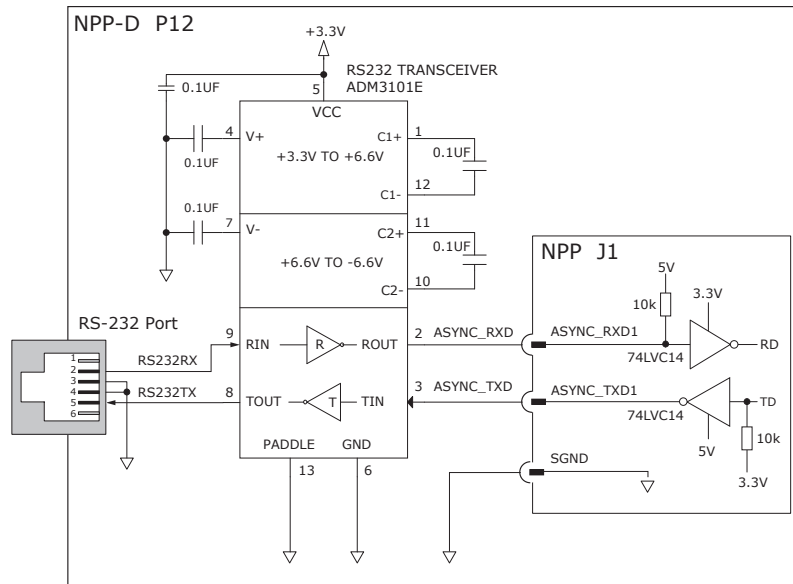 NPP-D P12
+3.3V
RS232 TRANSCEIVER
ADM3101E
0.1UF
5
VCC
4
V+
0.1UF
+3.3V TO +6.6V
C1+
1
0.1UF
C1-
12
0.1UF
7
V-
+6.6V TO -6.6V
C2+
11
0.1UF
C2-
10
NPP J1
5V
10k
3.3V
RS-232 Port
1
2
3
4
5
6
RS232RX
9
RIN
R
ROUT
2
ASYNC_RXD
ASYNC_RXD1
74LVC14
RD
RS232TX
8
TOUT
T
TIN
3
ASYNC_TXD
ASYNC_TXD1
74LVC14
TD
5V
10k
3.3V
PADDLE
GND
13
6
SGND